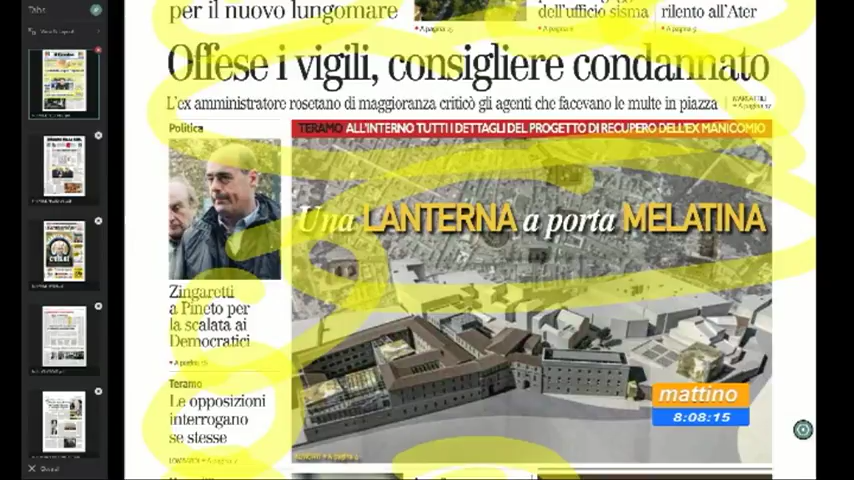 Tabs
per il nuovo lungomare
dell'ufficio sisma
rilento all'Ater
Offese i vigili, consigliere condannato
L'ex amministratore rosetano di maggioranza criticò gli agenti che facevano le multe in piazza
Politica
TERAMO ALL'INTERNO TUTTI I DETTAGLI DEL PROGETTO DI RECUPERO DELL'EX MANICOMIO
Una LANTERNA a porta MELATINA
Zingaretti
a Pineto per
la scalata ai
Democratici
Teramo
Le opposizioni
interrogano
se stesse
mattino
8:08:15